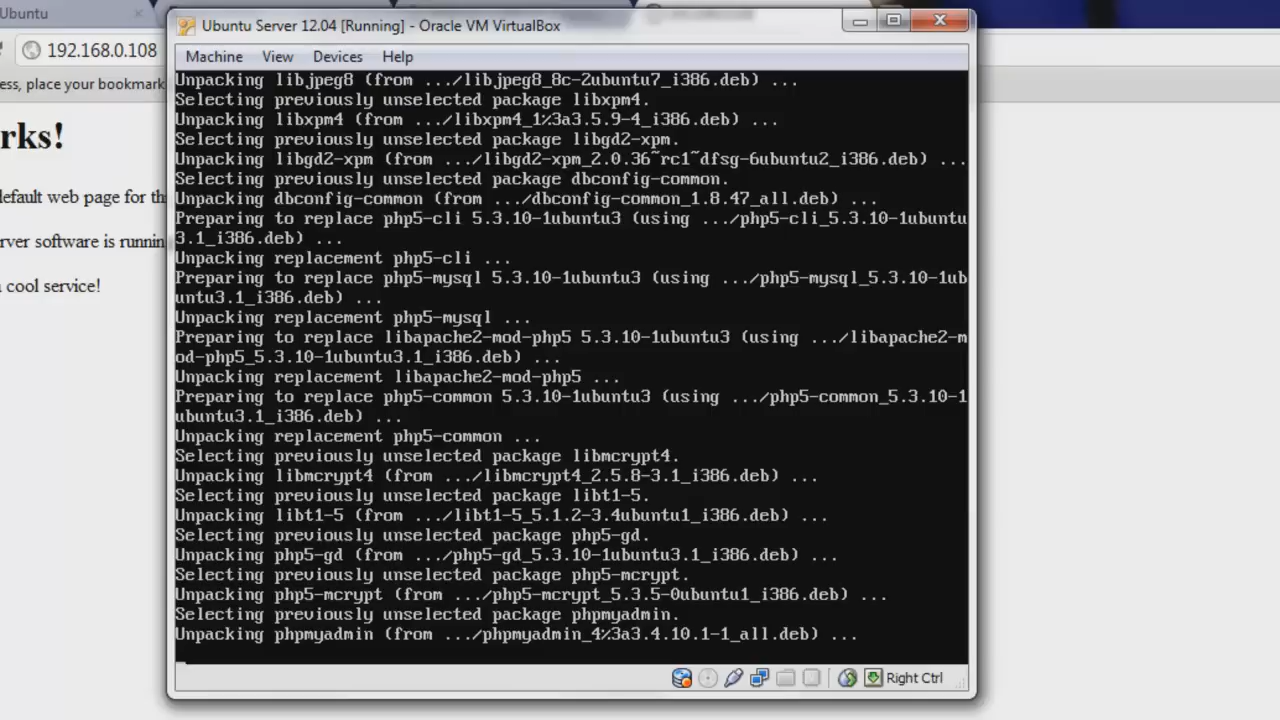 Ubuntu
Ubuntu Server 12.04 [Running] - Oracle VM VirtualBox
192.168.0.108
Machine View Devices Help
ess, place your bookmark
rks!
default web page for th
rver software is runnin
a cool service!
Unpacking libjpeg8 (from .../libjpeg8_8c-2ubuntu7_i386.deb) ...
Selecting previously unselected package libxpm4.
Unpacking libxpm4 (from .../libxpm4_1%3a3.5.9-4_i386.deb) ...
Selecting previously unselected package libgd2-xpm.
Unpacking libgd2-xpm (from .../libgd2-xpm_2.0.36~rc1~dfsg-6ubuntu2_i386.deb) ...
Selecting previously unselected package dbconfig-common.
Unpacking dbconfig-common (from .../dbconfig-common_1.8.47_all.deb) ...
Preparing to replace php5-cli 5.3.10-1ubuntu3 (using .../php5-cli_5.3.10-1ubuntu
3.1_i386.deb) ...
Unpacking replacement php5-cli ...
Preparing to replace php5-mysql 5.3.10-1ubuntu3 (using .../php5-mysql_5.3.10-1ub
untu3.1_i386.deb) ...
Unpacking replacement php5-mysql ...
Preparing to replace libapache2-mod-php5 5.3.10-1ubuntu3 (using .../libapache2-m
od-php5_5.3.10-1ubuntu3.1_i386.deb) ...
Unpacking replacement libapache2-mod-php5 ...
Preparing to replace php5-common 5.3.10-1ubuntu3 (using .../php5-common_5.3.10-1
ubuntu3.1_i386.deb) ...
Unpacking replacement php5-common ...
Selecting previously unselected package libmcrypt4.
Unpacking libmcrypt4 (from .../libmcrypt4_2.5.8-3.1_i386.deb) ...
Selecting previously unselected package libt1-5.
Unpacking libt1-5 (from .../libt1-5_5.1.2-3.4ubuntu1_i386.deb) ...
Selecting previously unselected package php5-gd.
Unpacking php5-gd (from .../php5-gd_5.3.10-1ubuntu3.1_i386.deb) ...
Selecting previously unselected package php5-mcrypt.
Unpacking php5-mcrypt (from .../php5-mcrypt_5.3.5-0ubuntu1_i386.deb) ...
Selecting previously unselected package phpmyadmin.
Unpacking phpmyadmin (from .../phpmyadmin_4%3a3.4.10.1-1_all.deb) ...
Right Ctrl